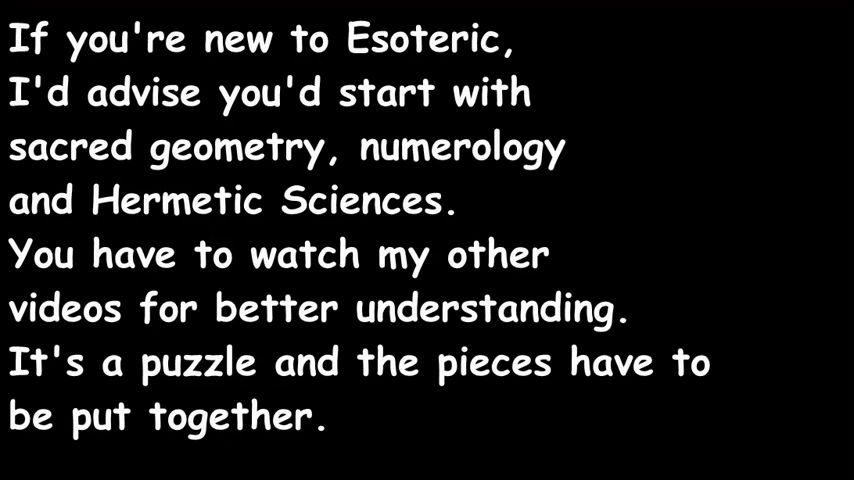 If you're new to Esoteric,
I'd advise you'd start with
sacred geometry, numerology
and Hermetic Sciences.
You have to watch my other
videos for better understanding.
It's a puzzle and the pieces have to
be put together.